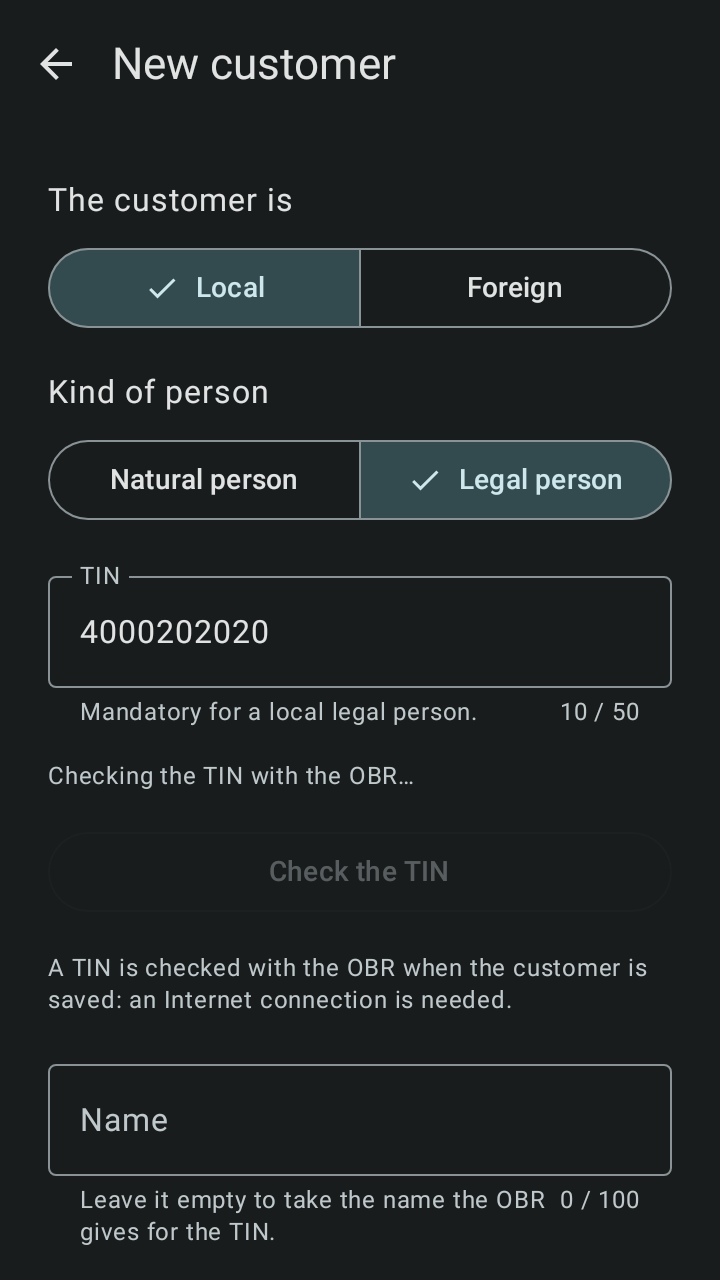 New customer
The customer is
Local
Foreign
Kind of person
Natural person
Legal person
TIN
4000202020
Mandatory for a local legal person.
10 / 50
Checking the TIN with the OBR…
Check the TIN
A TIN is checked with the OBR when the customer is
saved: an Internet connection is needed.
Name
Leave it empty to take the name the OBR
gives for the TIN.
0 / 100